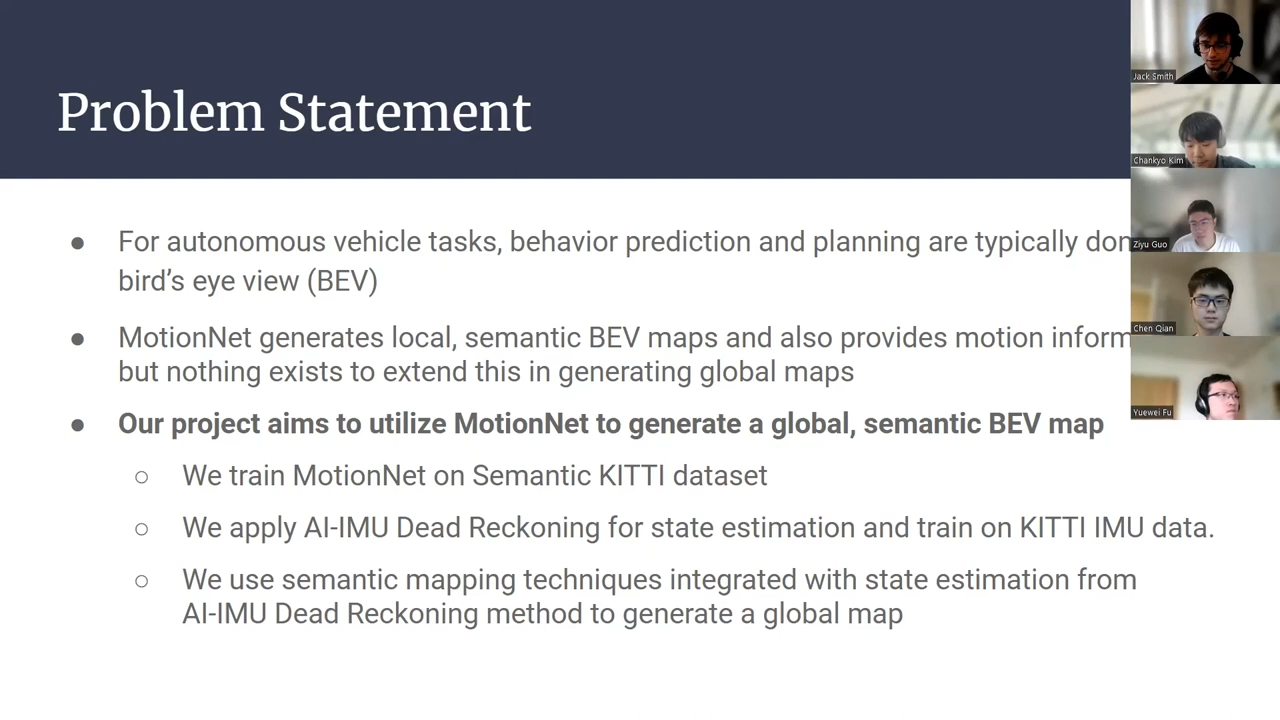 Problem Statement
● For autonomous vehicle tasks, behavior prediction and planning are typically
bird’s eye view (BEV)
● MotionNet generates local, semantic BEV maps and also provides motion
but nothing exists to extend this in generating global maps
● Our project aims to utilize MotionNet to generate a global, semantic BEV map
○ We train MotionNet on Semantic KITTI dataset
○ We apply AI-IMU Dead Reckoning for state estimation and train on KITTI IMU data.
○ We use semantic mapping techniques integrated with state estimation from
AI-IMU Dead Reckoning method to generate a global map
Jack Smith
Chankyo Kim
Ziyu Guo
Chen Qian
Yuewei Fu